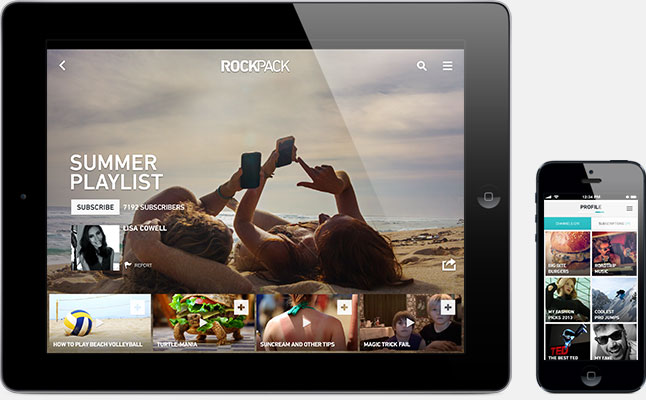 ROCKPACK
SUMMER
PLAYLIST
SUBSCRIBE 7192 SUBSCRIBERS
LISA COWELL
REPORT
HOW TO PLAY BEACH VOLLEYBALL
TURTLE-MANIA
SUNCREAM AND OTHER TIPS
MAGIC TRICK FAIL
12:34 PM
PROFILE
BIG BITE
BURGERS
ROADTRIP
MUSIC
MY FASHION
PICKS 2013
COOLEST
PRO JUMPS
TED
THE BEST TED
MY FAVE